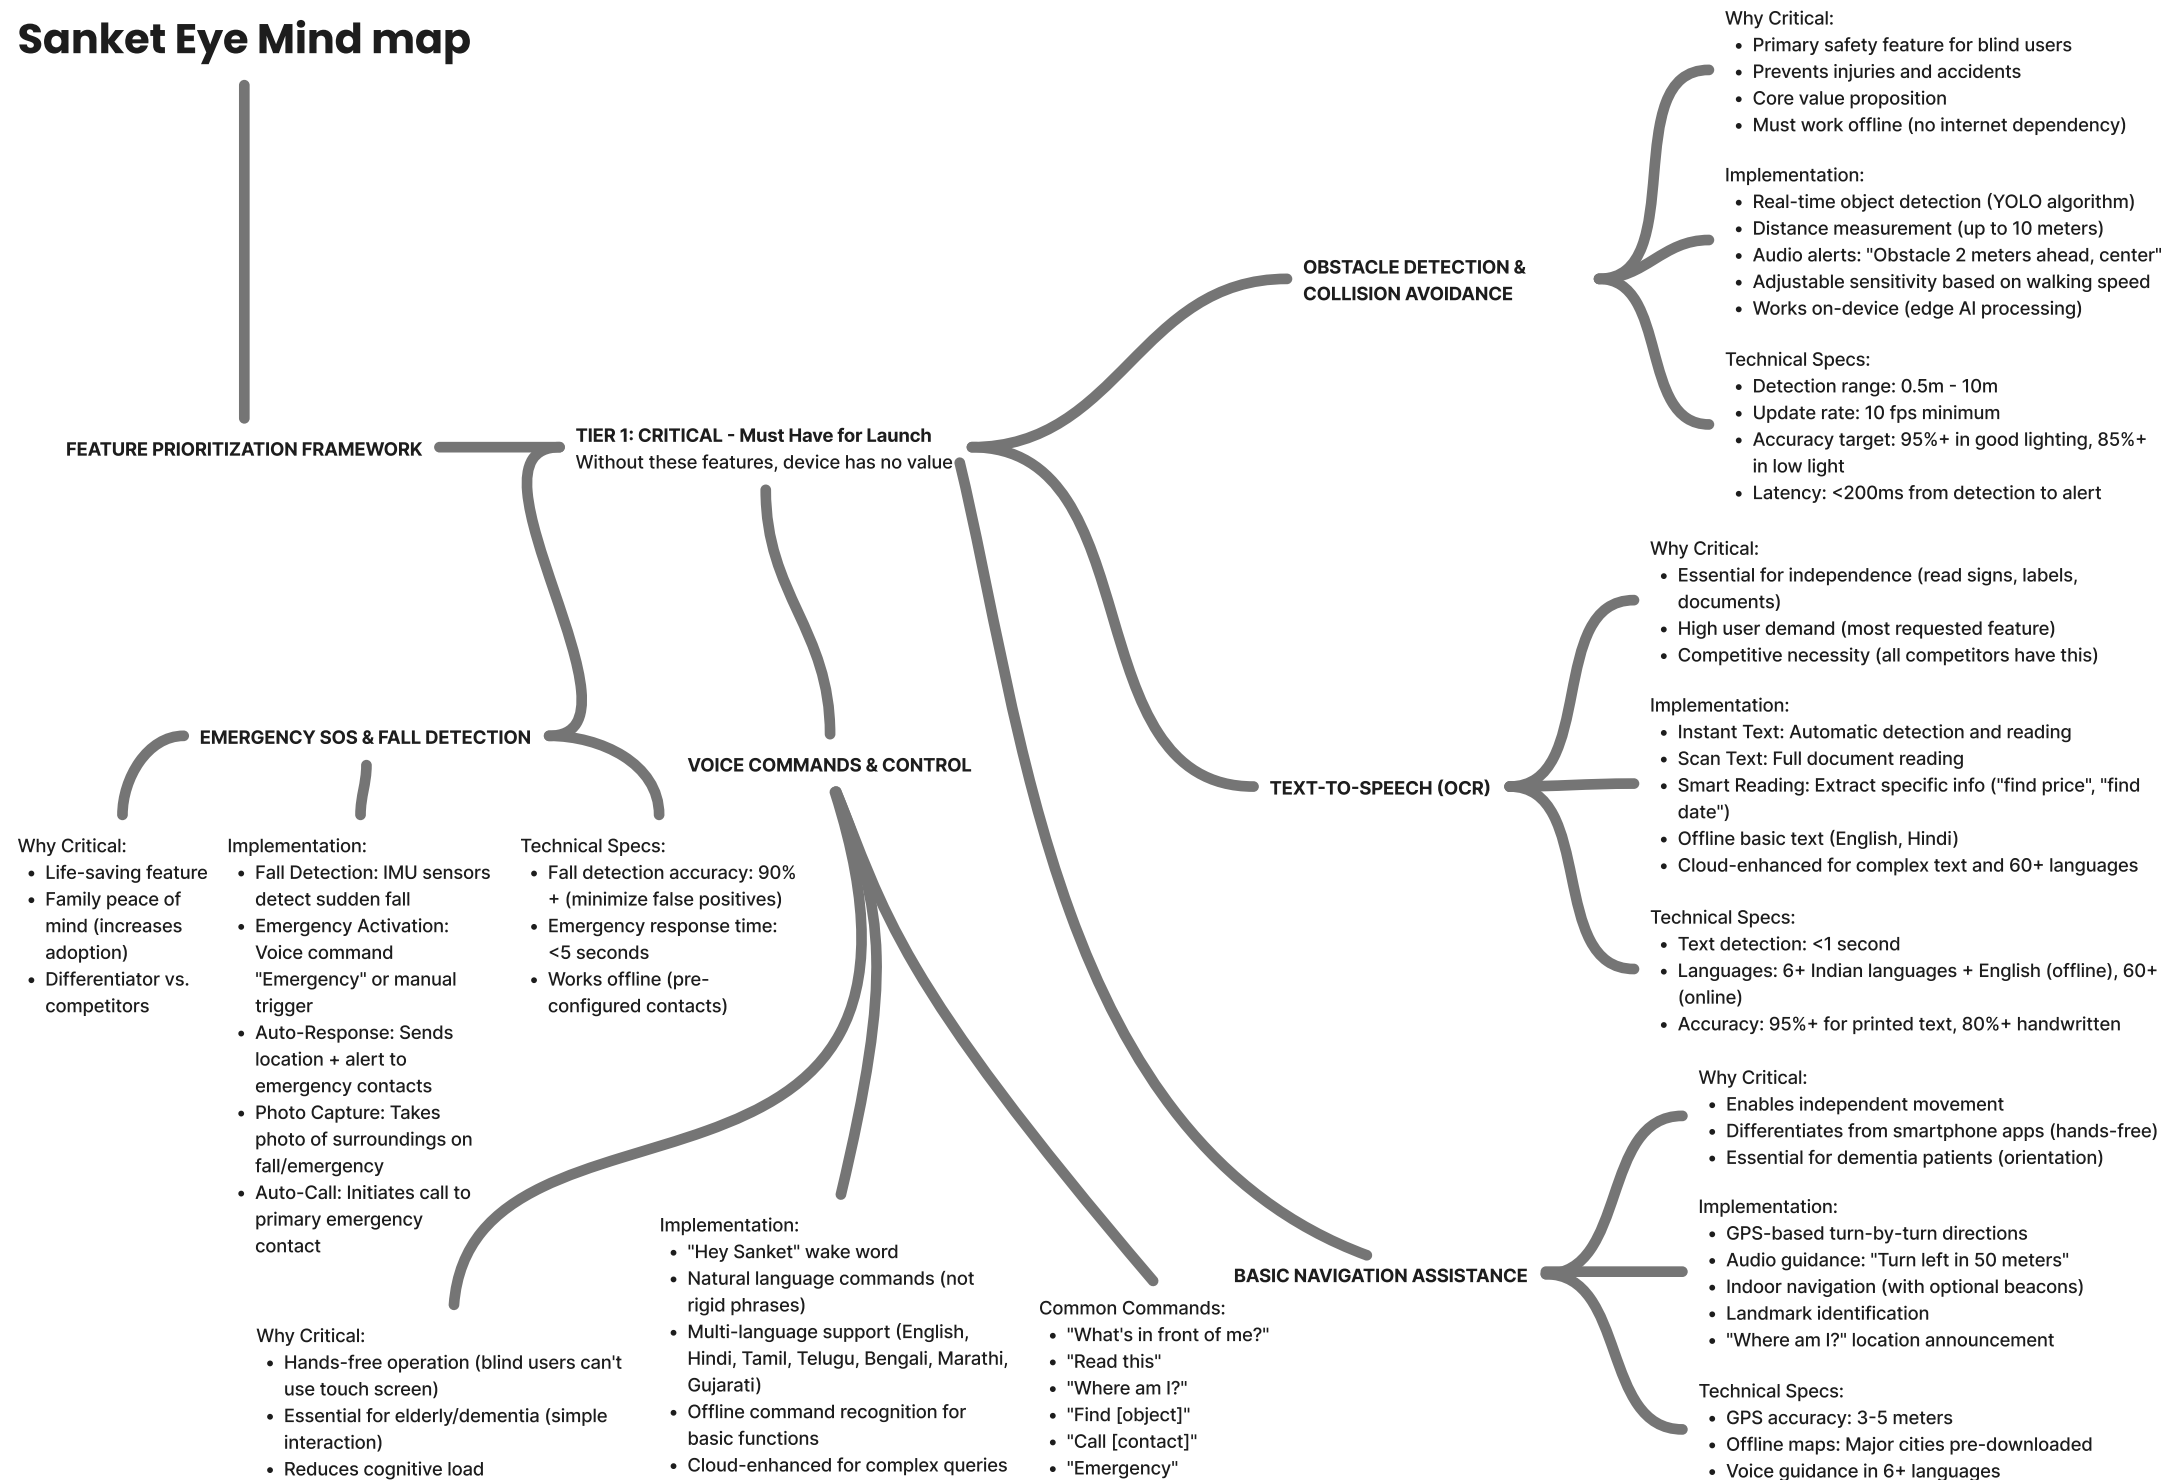 Sanket Eye Mind map
FEATURE PRIORITIZATION FRAMEWORK
TIER 1: CRITICAL - Must Have for Launch
Without these features, device has no value
OBSTACLE DETECTION &
COLLISION AVOIDANCE
Why Critical:
• Primary safety feature for blind users
• Prevents injuries and accidents
• Core value proposition
• Must work offline (no internet dependency)
Implementation:
• Real-time object detection (YOLO algorithm)
• Distance measurement (up to 10 meters)
• Audio alerts: "Obstacle 2 meters ahead, center"
• Adjustable sensitivity based on walking speed
• Works on-device (edge AI processing)
Technical Specs:
• Detection range: 0.5m - 10m
• Update rate: 10 fps minimum
• Accuracy target: 95%+ in good lighting, 85%+
in low light
• Latency: <200ms from detection to alert
TEXT-TO-SPEECH (OCR)
Why Critical:
• Essential for independence (read signs, labels,
documents)
• High user demand (most requested feature)
• Competitive necessity (all competitors have this)
Implementation:
• Instant Text: Automatic detection and reading
• Scan Text: Full document reading
• Smart Reading: Extract specific info ("find price", "find
date")
• Offline basic text (English, Hindi)
• Cloud-enhanced for complex text and 60+ languages
Technical Specs:
• Text detection: <1 second
• Languages: 6+ Indian languages + English (offline), 60+
(online)
• Accuracy: 95%+ for printed text, 80%+ handwritten
BASIC NAVIGATION ASSISTANCE
Why Critical:
• Enables independent movement
• Differentiates from smartphone apps (hands-free)
• Essential for dementia patients (orientation)
Implementation:
• GPS-based turn-by-turn directions
• Audio guidance: "Turn left in 50 meters"
• Indoor navigation (with optional beacons)
• Landmark identification
• "Where am I?" location announcement
Technical Specs:
• GPS accuracy: 3-5 meters
• Offline maps: Major cities pre-downloaded
• Voice guidance in 6+ languages
VOICE COMMANDS & CONTROL
Why Critical:
• Hands-free operation (blind users can't
use touch screen)
• Essential for elderly/dementia (simple
interaction)
• Reduces cognitive load
Implementation:
• "Hey Sanket" wake word
• Natural language commands (not
rigid phrases)
• Multi-language support (English,
Hindi, Tamil, Telugu, Bengali, Marathi,
Gujarati)
• Offline command recognition for
basic functions
• Cloud-enhanced for complex queries
Common Commands:
• "What's in front of me?"
• "Read this"
• "Where am I?"
• "Find [object]"
• "Call [contact]"
• "Emergency"
EMERGENCY SOS & FALL DETECTION
Why Critical:
• Life-saving feature
• Family peace of
mind (increases
adoption)
• Differentiator vs.
competitors
Implementation:
• Fall Detection: IMU sensors
detect sudden fall
• Emergency Activation:
Voice command
"Emergency" or manual
trigger
• Auto-Response: Sends
location + alert to
emergency contacts
• Photo Capture: Takes
photo of surroundings on
fall/emergency
• Auto-Call: Initiates call to
primary emergency
contact
Technical Specs:
• Fall detection accuracy: 90%
+ (minimize false positives)
• Emergency response time:
<5 seconds
• Works offline (pre-
configured contacts)